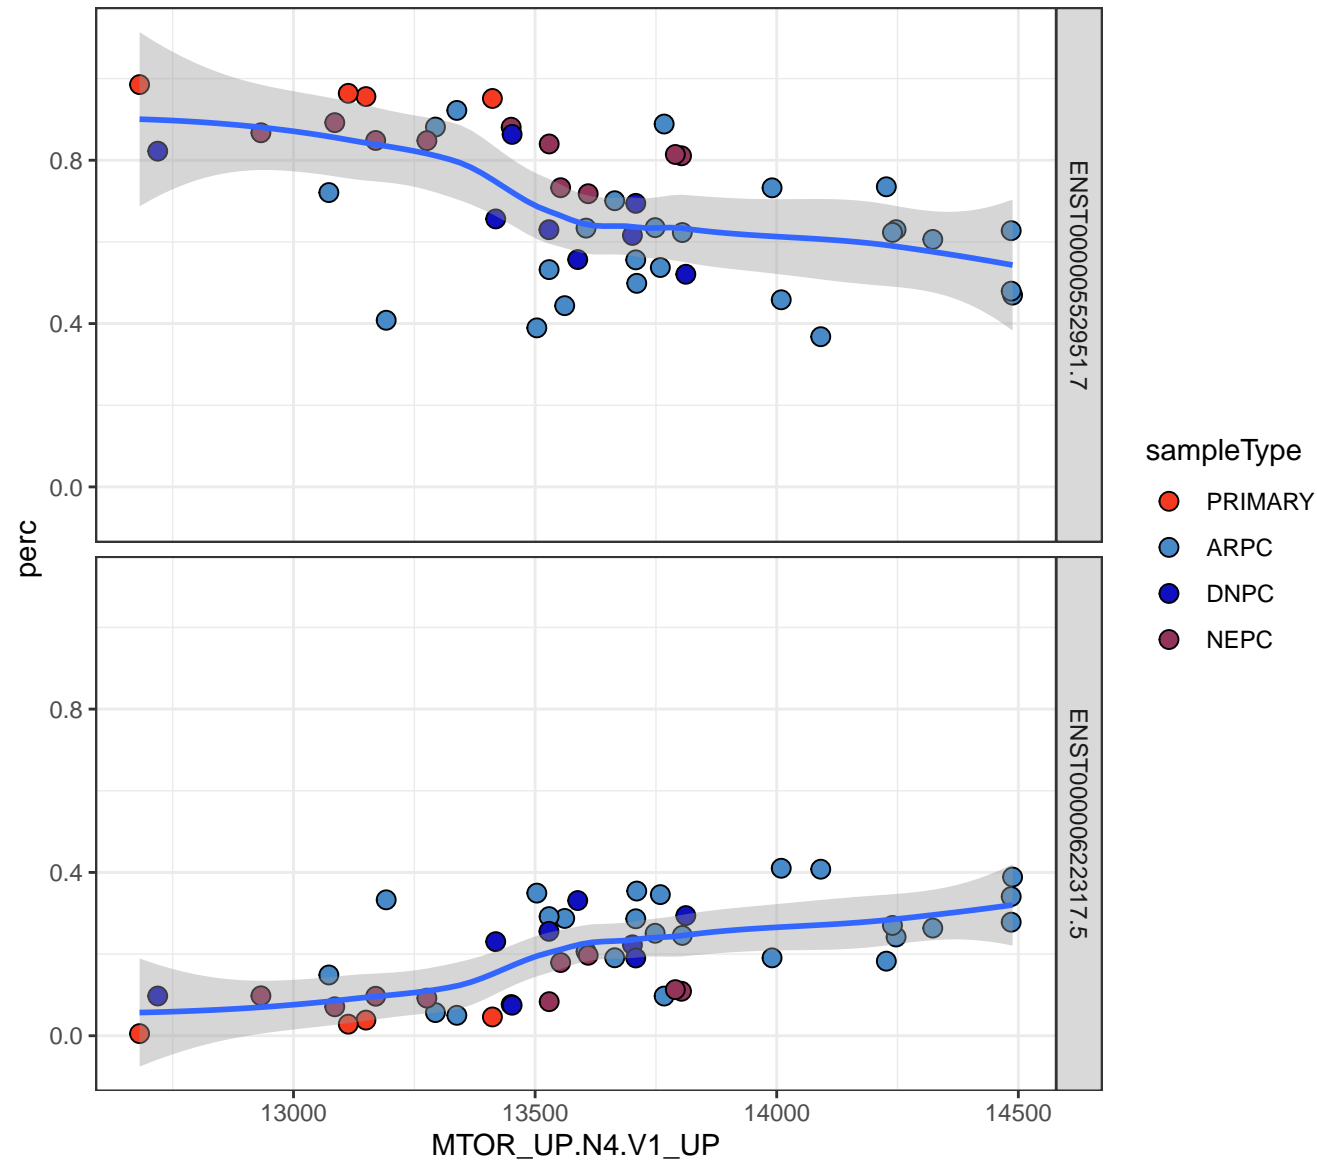 0.8
0.4
0.0
ENST00000552951.7
perc
0.8
0.4
0.0
ENST00000622317.5
13000
13500
14000
14500
MTOR_UP.N4.V1_UP
sampleType
PRIMARY
ARPC
DNPC
NEPC